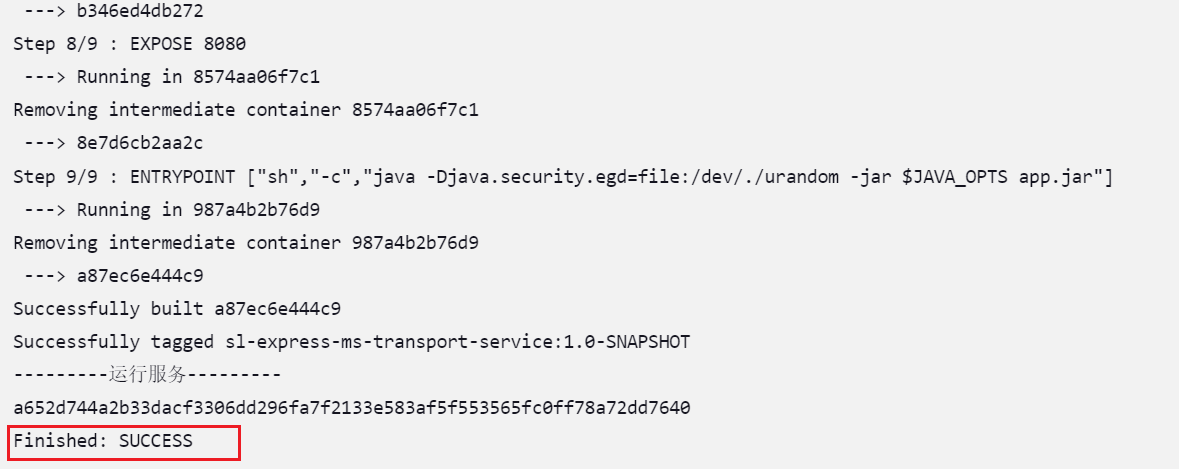 ---> b346ed4db272
Step 8/9 : EXPOSE 8080
---> Running in 8574aa06f7c1
Removing intermediate container 8574aa06f7c1
---> 8e7d6cb2aa2c
Step 9/9 : ENTRYPOINT ["sh","-c","java -Djava.security.egd=file:/dev/./urandom -jar $JAVA_OPTS app.jar"]
---> Running in 987a4b2b76d9
Removing intermediate container 987a4b2b76d9
---> a87ec6e444c9
Successfully built a87ec6e444c9
Successfully tagged sl-express-ms-transport-service:1.0-SNAPSHOT
---------运行服务---------
a652d744a2b33dacf3306dd296fa7f2133e583af5f553565fc0ff78a72dd7640
Finished: SUCCESS